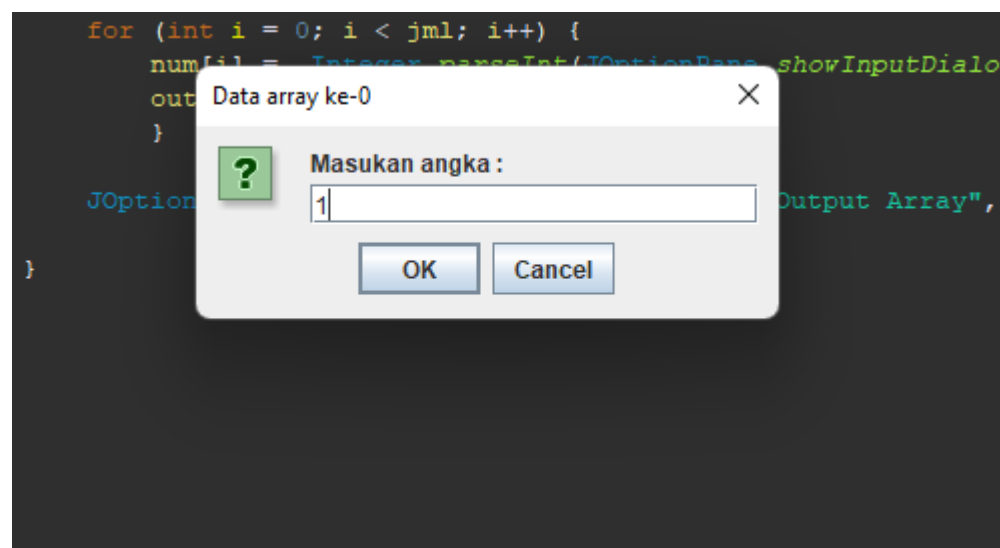 for (int i = 0; i < jml; i++) {
num[i] = Integer.parseInt(JOptionPane.showInputDialo
out
}
Data array ke-0
Masukan angka :
1
OK Cancel
JOption Output Array",
}